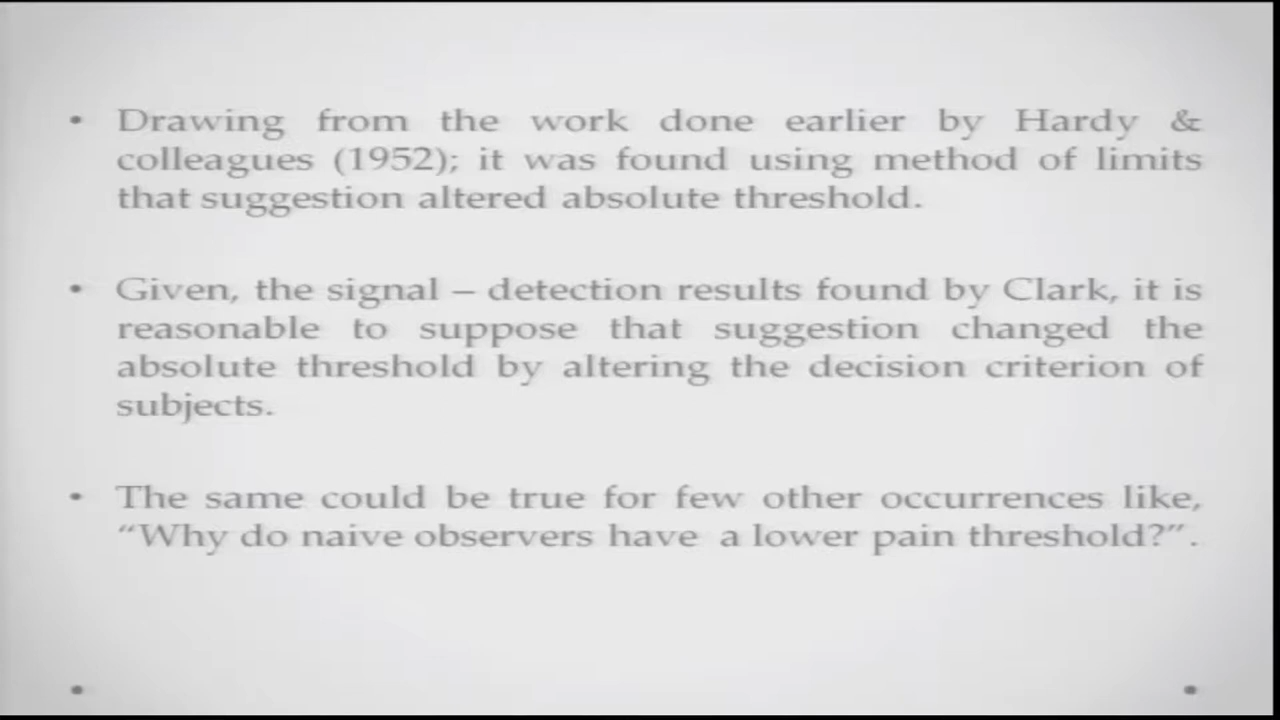 • Drawing from the work done earlier by Hardy &
colleagues (1952); it was found using method of limits
that suggestion altered absolute threshold.
• Given, the signal – detection results found by Clark, it is
reasonable to suppose that suggestion changed the
absolute threshold by altering the decision criterion of
subjects.
• The same could be true for few other occurrences like,
“Why do naive observers have a lower pain threshold?”.